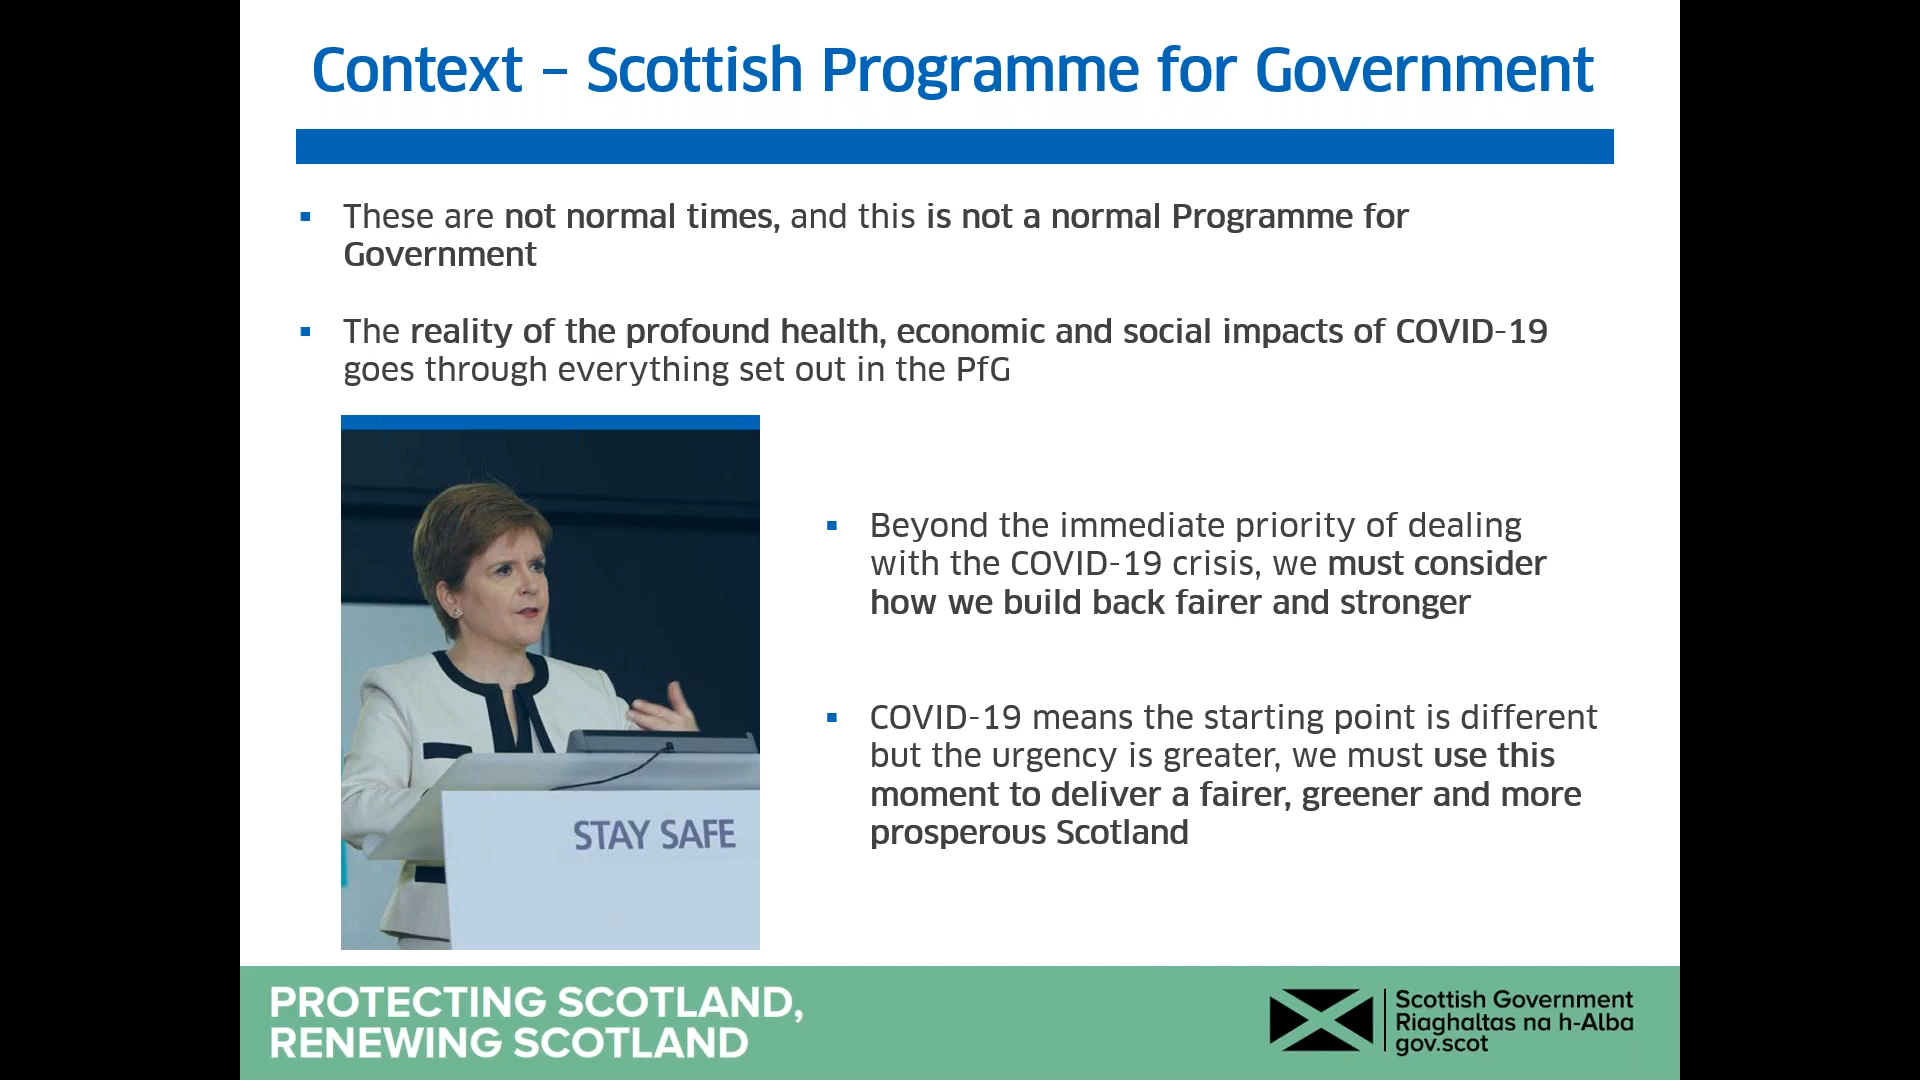 Context – Scottish Programme for Government
▪ These are not normal times, and this is not a normal Programme for
Government
▪ The reality of the profound health, economic and social impacts of COVID-19
goes through everything set out in the PfG
▪ Beyond the immediate priority of dealing
with the COVID-19 crisis, we must consider
how we build back fairer and stronger
▪ COVID-19 means the starting point is different
but the urgency is greater, we must use this
moment to deliver a fairer, greener and more
prosperous Scotland
STAY SAFE
PROTECTING SCOTLAND,
RENEWING SCOTLAND
Scottish Government
Riaghaltas na h-Alba
gov.scot